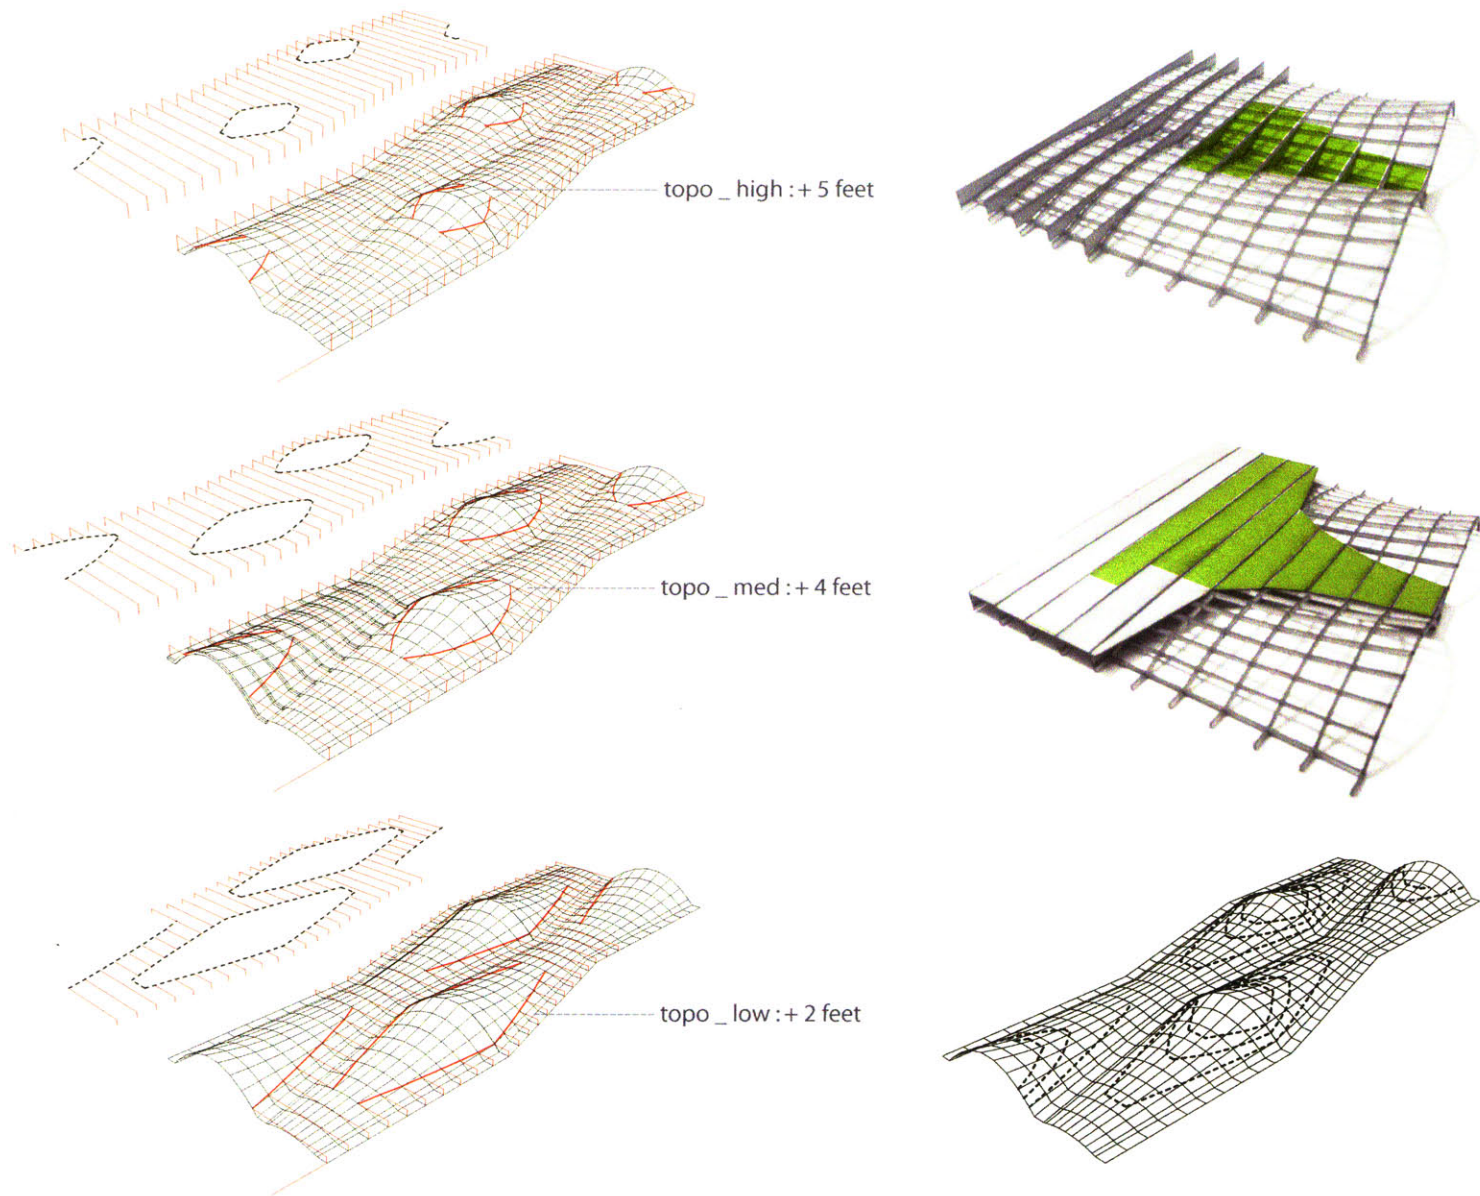 topo _ high : + 5 feet
topo _ med : + 4 feet
topo _ low : + 2 feet